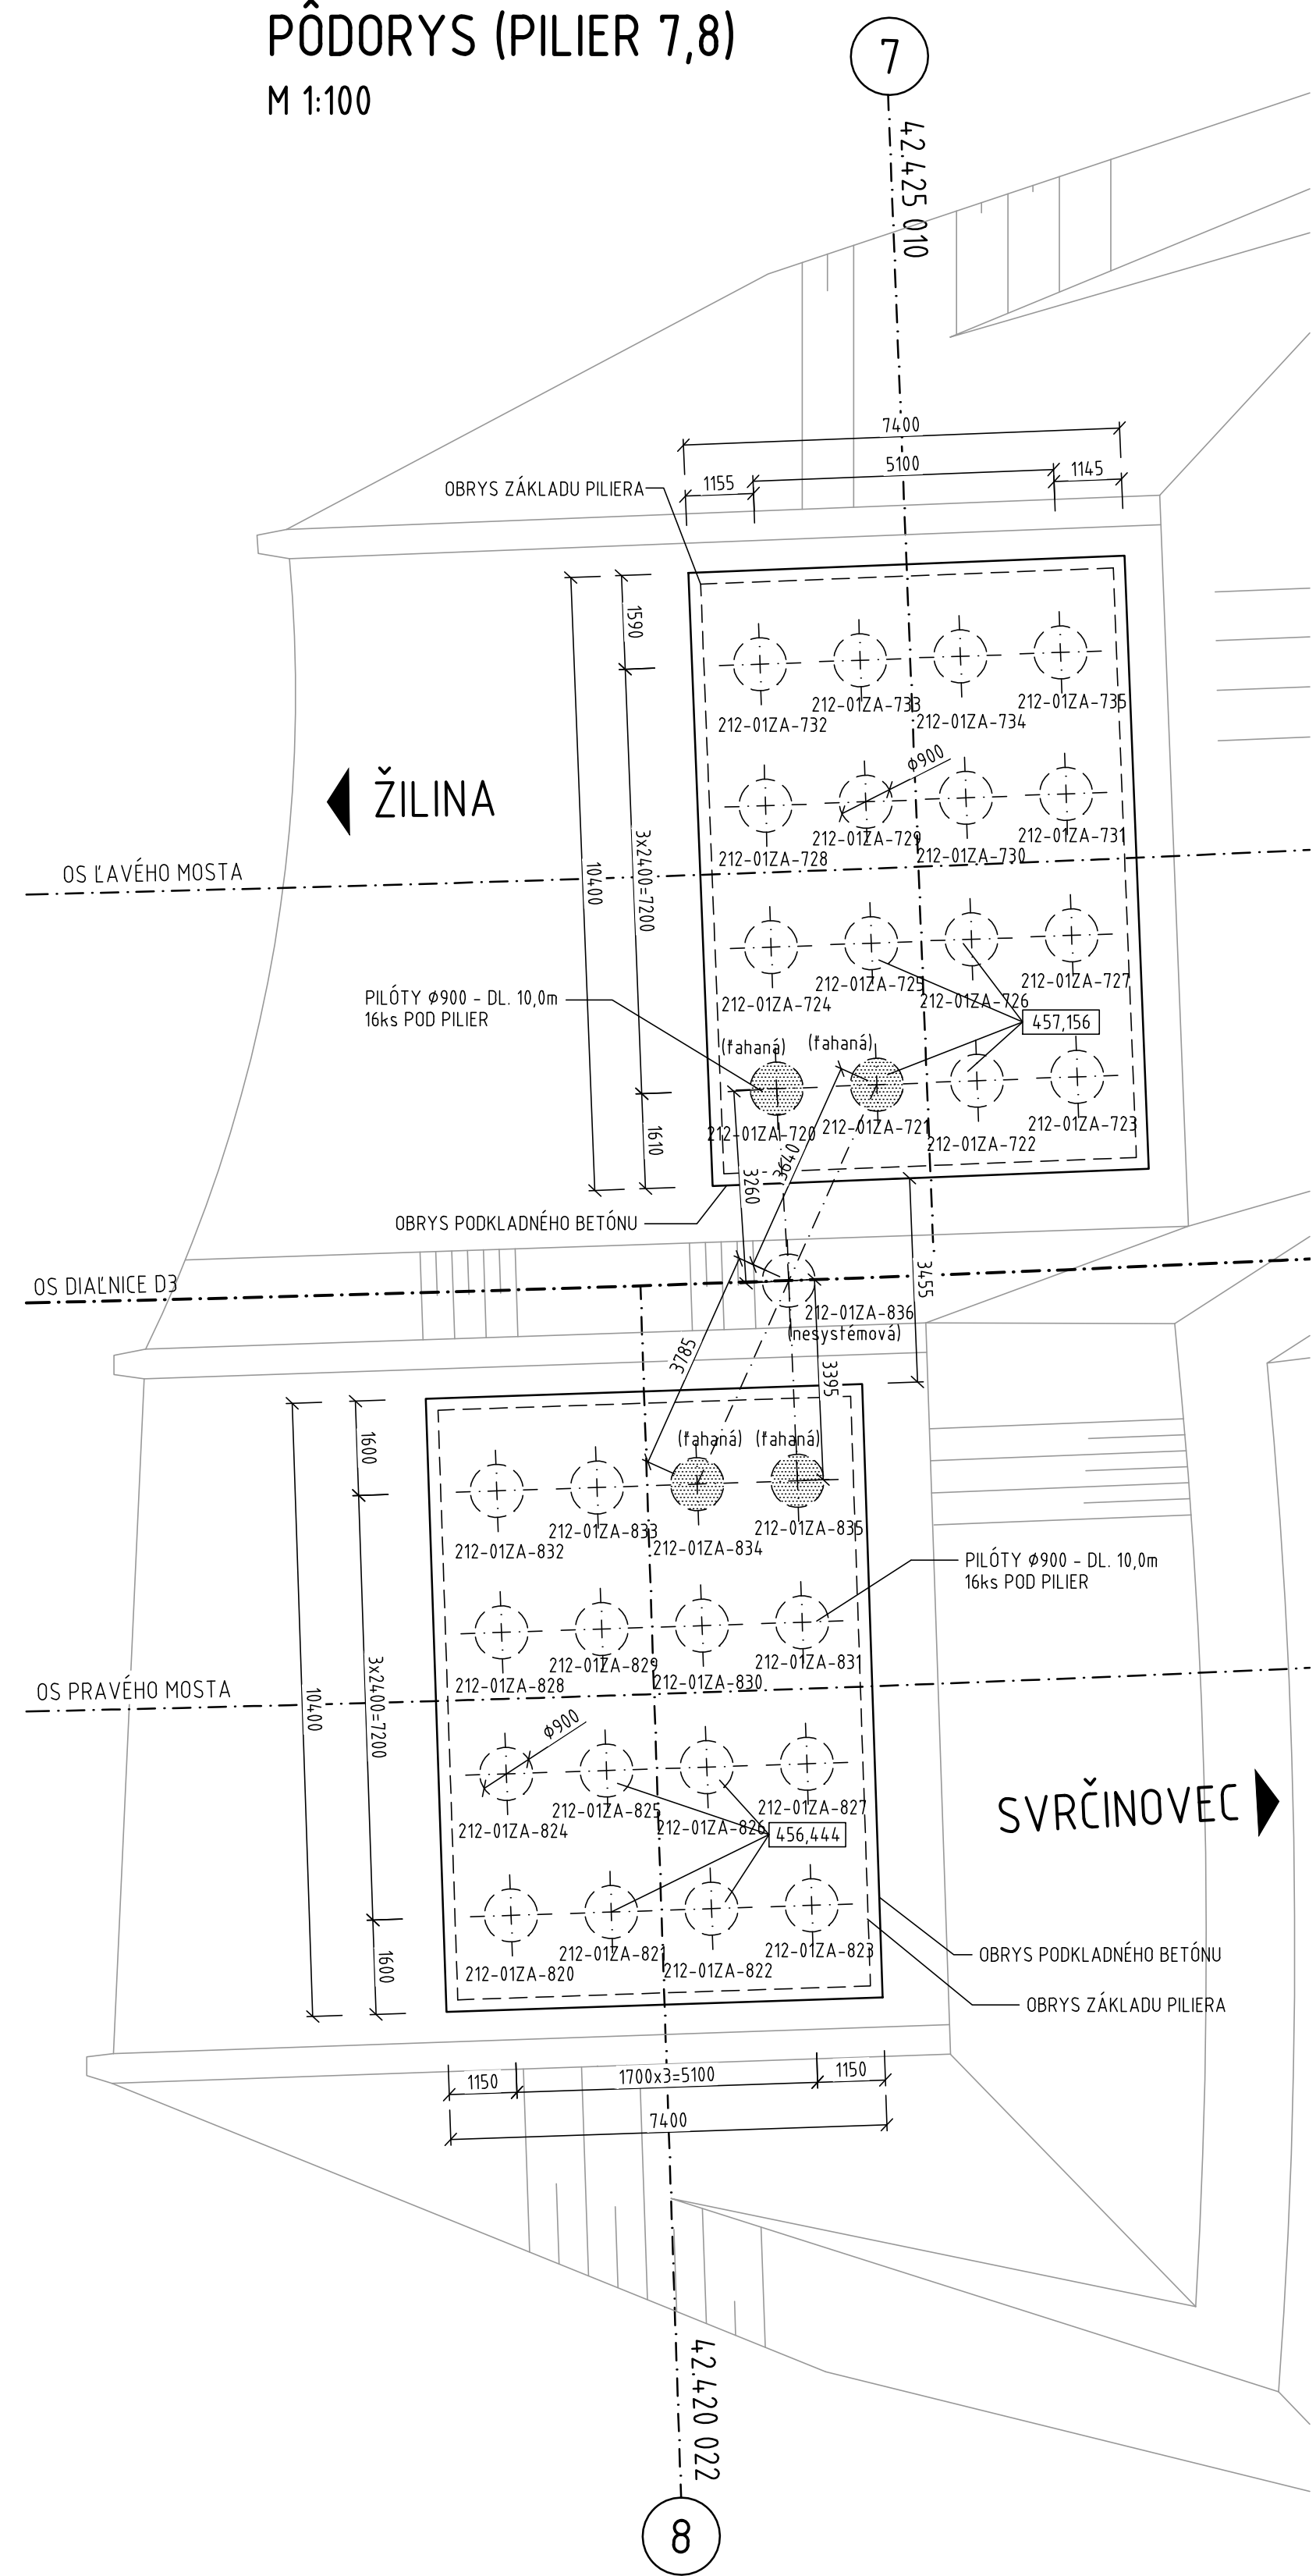 PÔDORYS (PILIER 7,8)
M 1:100
7
42.425 010
7400
5100
1155
1145
OBRYS ZÁKLADU PILIERA
1590
3x2400=7200
10400
1610
212-01ZA-732
212-01ZA-733
212-01ZA-734
212-01ZA-735
ø900
ŽILINA
212-01ZA-728
212-01ZA-729
212-01ZA-730
212-01ZA-731
OS ĽAVÉHO MOSTA
212-01ZA-724
212-01ZA-725
212-01ZA-726
212-01ZA-727
PILÓTY ø900 - DL. 10,0m
16ks POD PILIER
457,156
(ťahaná)
(ťahaná)
212-01ZA-720
212-01ZA-721
212-01ZA-722
212-01ZA-723
3260
3640
OBRYS PODKLADNÉHO BETÓNU
3455
OS DIAĽNICE D3
212-01ZA-836
(nesystémová)
3785
3395
1600
3x2400=7200
10400
1600
(ťahaná)
(ťahaná)
212-01ZA-832
212-01ZA-833
212-01ZA-834
212-01ZA-835
PILÓTY ø900 - DL. 10,0m
16ks POD PILIER
212-01ZA-828
212-01ZA-829
212-01ZA-830
212-01ZA-831
OS PRAVÉHO MOSTA
ø900
212-01ZA-824
212-01ZA-825
212-01ZA-826
212-01ZA-827
456,444
SVRČINOVEC
212-01ZA-820
212-01ZA-821
212-01ZA-822
212-01ZA-823
OBRYS PODKLADNÉHO BETÓNU
OBRYS ZÁKLADU PILIERA
1150
1700x3=5100
1150
7400
42.420 022
8